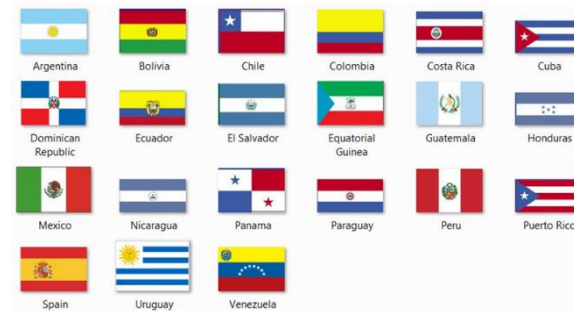 Argentina
Bolivia
Chile
Colombia
Costa Rica
Cuba
Dominican
Republic
Ecuador
El Salvador
Equatorial
Guinea
Guatemala
Honduras
Mexico
Nicaragua
Panama
Paraguay
Peru
Puerto Rico
Spain
Uruguay
Venezuela